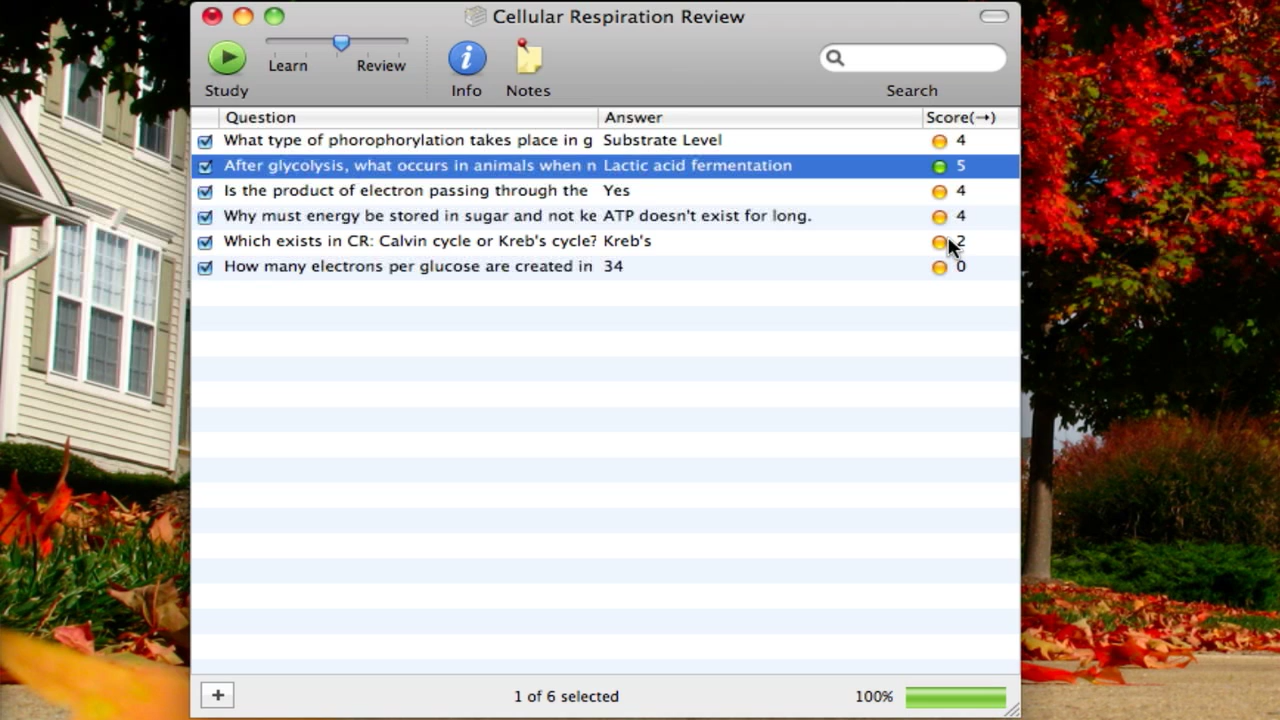 Cellular Respiration Review
Learn Review
Study Info Notes Search
Question Answer Score(→)
What type of phorophorylation takes place in g Substrate Level 4
After glycolysis, what occurs in animals when n Lactic acid fermentation 5
Is the product of electron passing through the Yes 4
Why must energy be stored in sugar and not ke ATP doesn't exist for long. 4
Which exists in CR: Calvin cycle or Kreb's cycle? Kreb's 2
How many electrons per glucose are created in 34 0
1 of 6 selected 100%